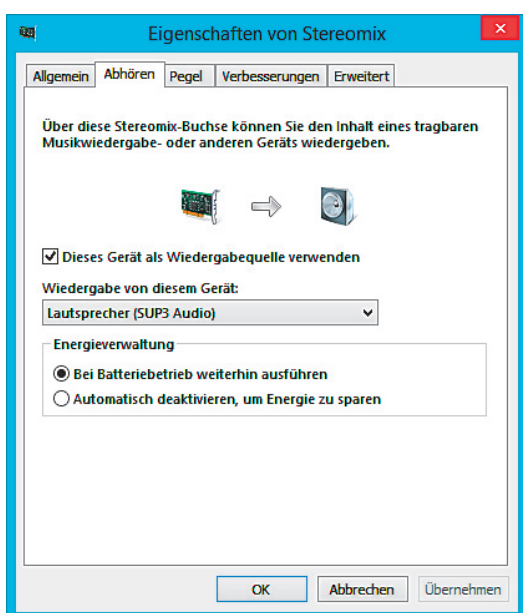 Eigenschaften von Stereomix
Allgemein Abhören Pegel Verbesserungen Erweitert
Über diese Stereomix-Buchse können Sie den Inhalt eines tragbaren
Musikwiedergabe- oder anderen Geräts wiedergeben.
Dieses Gerät als Wiedergabequelle verwenden
Wiedergabe von diesem Gerät:
Lautsprecher (SUP3 Audio)
Energieverwaltung
Bei Batteriebetrieb weiterhin ausführen
Automatisch deaktivieren, um Energie zu sparen
OK Abbrechen Übernehmen